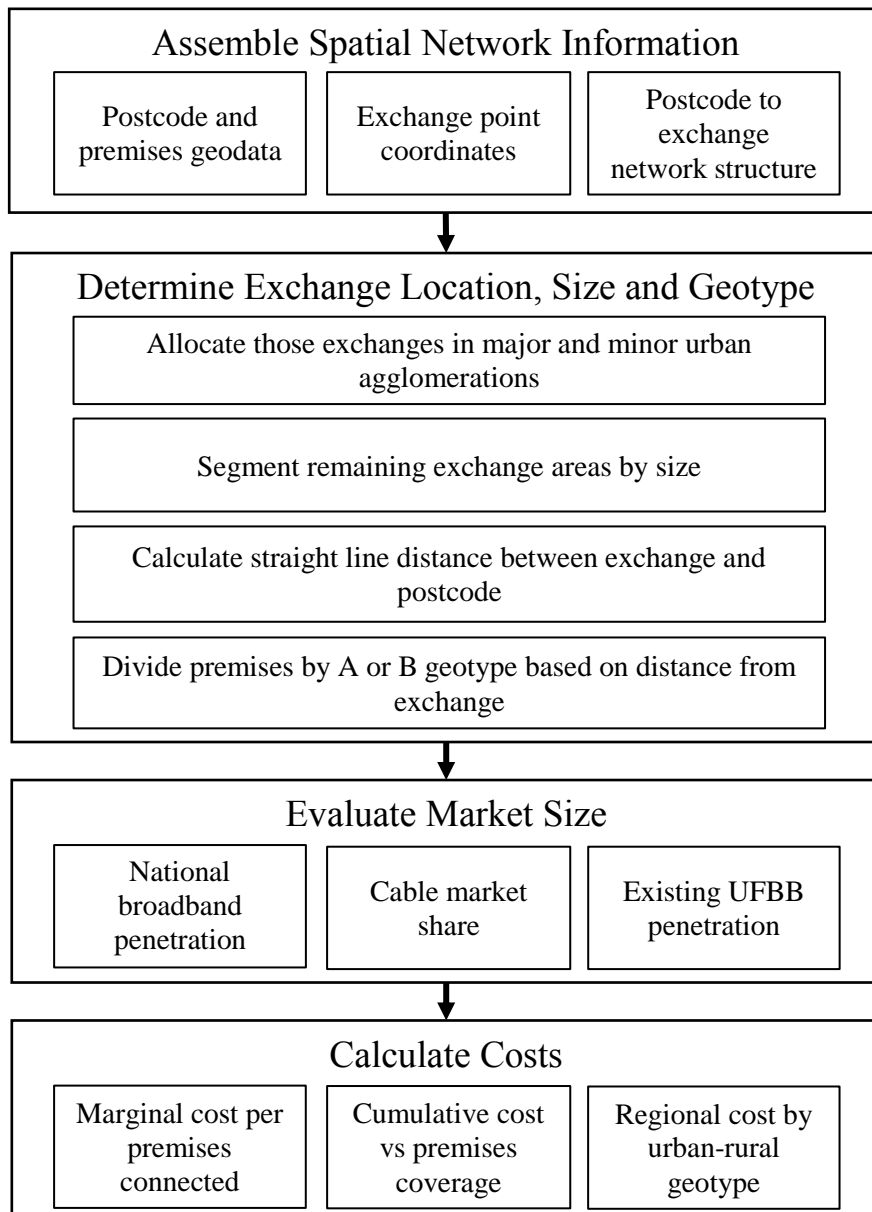 Assemble Spatial Network Information
Postcode and
premises geodata
Exchange point
coordinates
Postcode to
exchange
network structure
Determine Exchange Location, Size and Geotype
Allocate those exchanges in major and minor urban
agglomerations
Segment remaining exchange areas by size
Calculate straight line distance between exchange and
postcode
Divide premises by A or B geotype based on distance from
exchange
Evaluate Market Size
National
broadband
penetration
Cable market
share
Existing UFBB
penetration
Calculate Costs
Marginal cost per
premises
connected
Cumulative cost
vs premises
coverage
Regional cost by
urban-rural
geotype